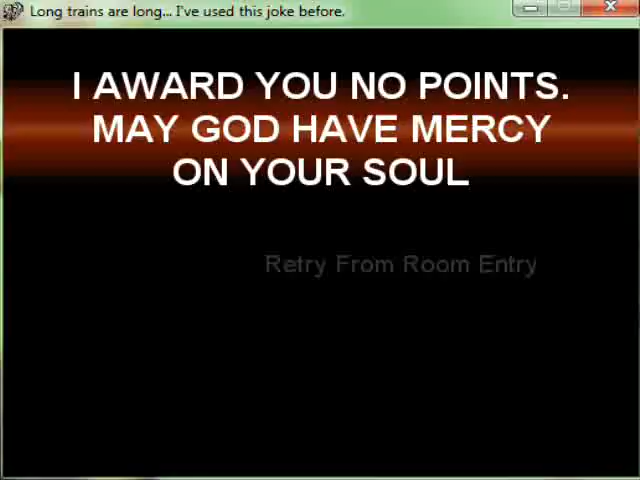 Long trains are long... I've used this joke before.
I AWARD YOU NO POINTS.
MAY GOD HAVE MERCY
ON YOUR SOUL
Retry From Room Entry